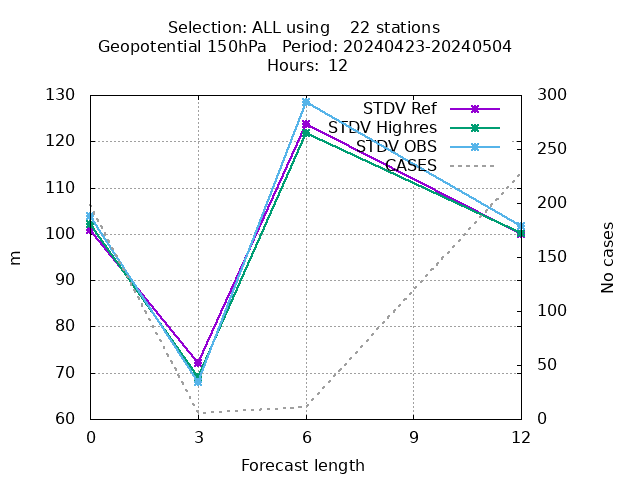 Selection: ALL using    22 stations
Geopotential 150hPa   Period: 20240423-20240504
Hours:  12
STDV Ref
STDV Highres
STDV OBS
CASES
130
120
110
100
90
80
70
60
300
250
200
150
100
50
0
m
No cases
0 3 6 9 12
Forecast length